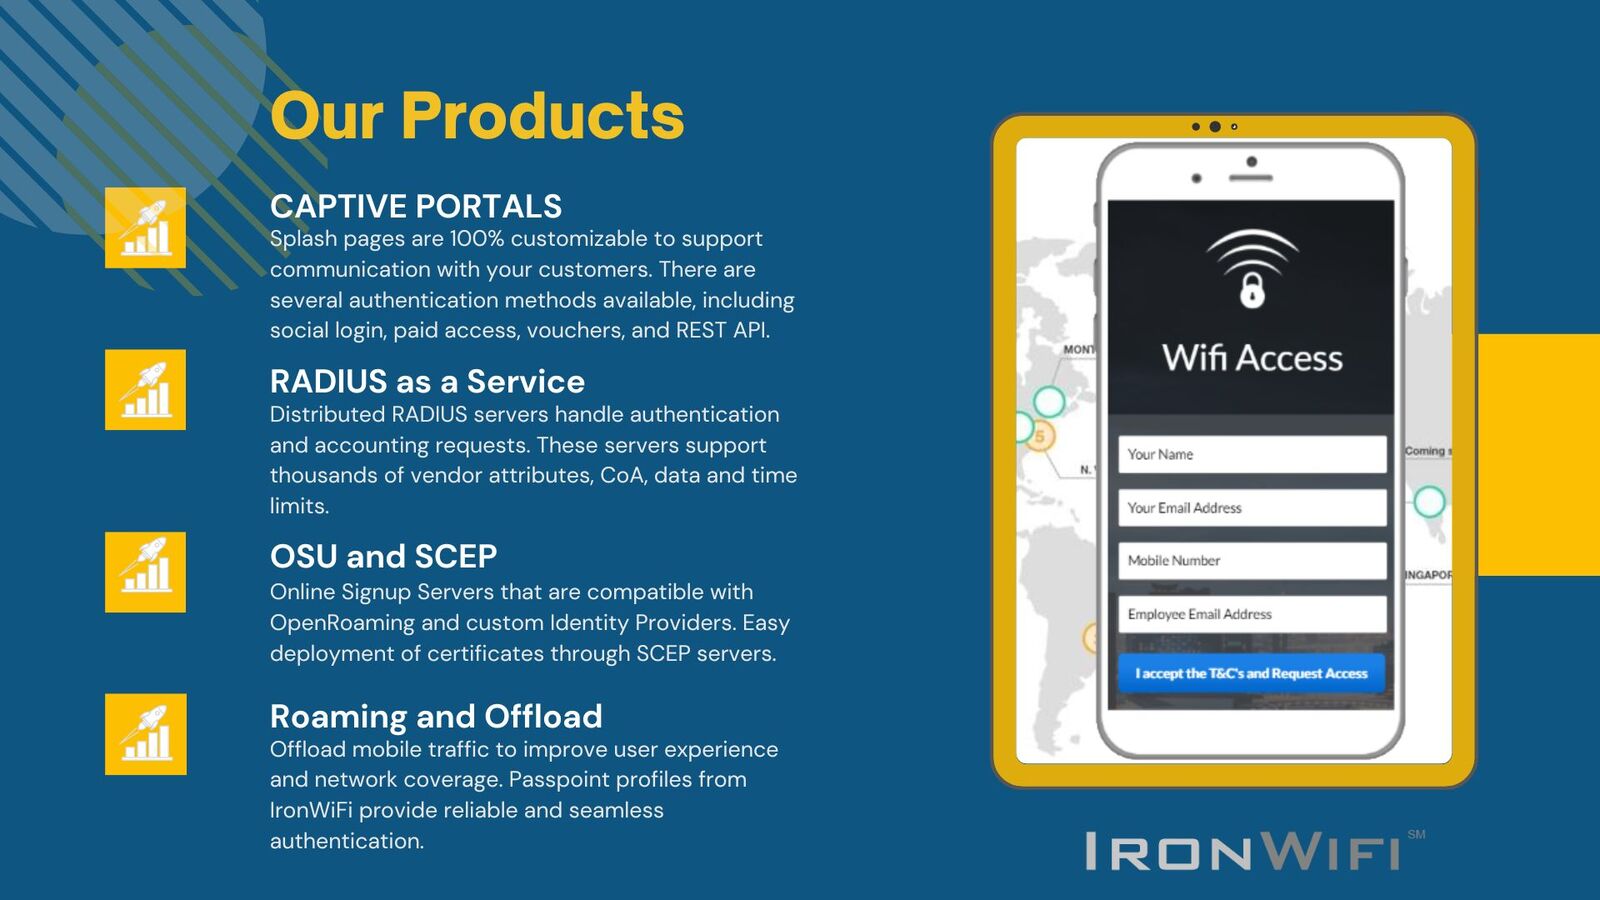 Our Products
CAPTIVE PORTALS
Splash pages are 100% customizable to support
communication with your customers. There are
several authentication methods available, including
social login, paid access, vouchers, and REST API.
RADIUS as a Service
Distributed RADIUS servers handle authentication
and accounting requests. These servers support
thousands of vendor attributes, CoA, data and time
limits.
OSU and SCEP
Online Signup Servers that are compatible with
OpenRoaming and custom Identity Providers. Easy
deployment of certificates through SCEP servers.
Roaming and Offload
Offload mobile traffic to improve user experience
and network coverage. Passpoint profiles from
IronWiFi provide reliable and seamless
authentication.
Wifi Access
MONT
5
N.
Your Name
Your Email Address
Mobile Number
Employee Email Address
I accept the T&C's and Request Access
Coming s
INGAPOR
IRONWIFI SM